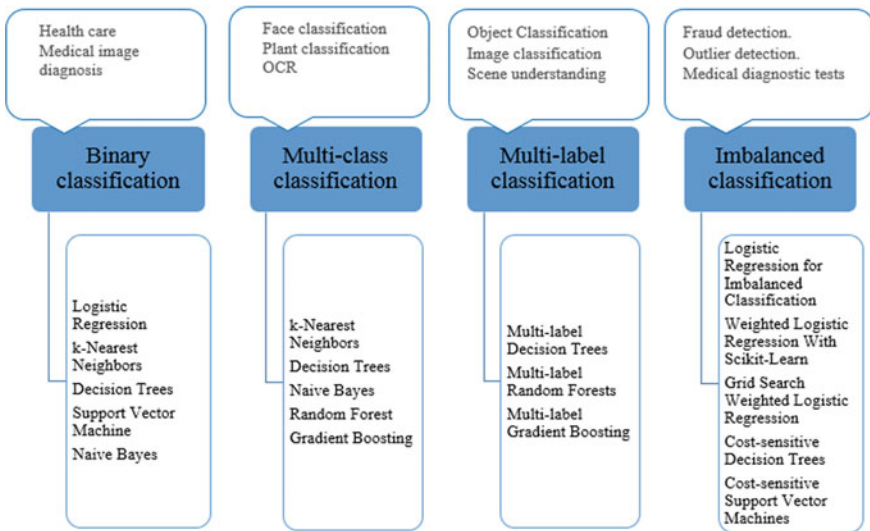 Health care
Medical image
diagnosis
Face classification
Plant classification
OCR
Object Classification
Image classification
Scene understanding
Fraud detection.
Outlier detection.
Medical diagnostic tests
Binary
classification
Multi-class
classification
Multi-label
classification
Imbalanced
classification
Logistic
Regression
k-Nearest
Neighbors
Decision Trees
Support Vector
Machine
Naive Bayes
k-Nearest
Neighbors
Decision Trees
Naive Bayes
Random Forest
Gradient Boosting
Multi-label
Decision Trees
Multi-label
Random Forests
Multi-label
Gradient Boosting
Logistic
Regression for
Imbalanced
Classification
Weighted Logistic
Regression With
Scikit-Learn
Grid Search
Weighted Logistic
Regression
Cost-sensitive
Decision Trees
Cost-sensitive
Support Vector
Machines